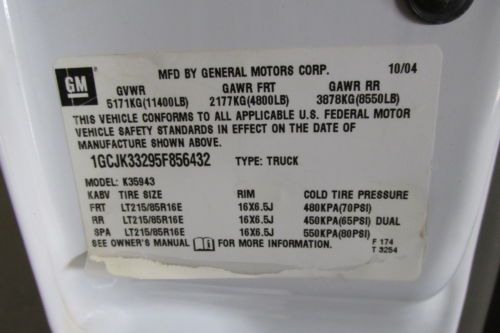 GM
MFD BY GENERAL MOTORS CORP. 10/04
GVWR GAWR FRT GAWR RR
5171KG(11400LB) 2177KG(4800LB) 3878KG(8550LB)
THIS VEHICLE CONFORMS TO ALL APPLICABLE U.S. FEDERAL MOTOR
VEHICLE SAFETY STANDARDS IN EFFECT ON THE DATE OF
MANUFACTURE SHOWN ABOVE.
1GCJK33295F856432 TYPE: TRUCK
MODEL: K35943
KABV TIRE SIZE RIM COLD TIRE PRESSURE
FRT LT215/85R16E 16X6.5J 480KPA(70PSI)
RR LT215/85R16E 16X6.5J 450KPA(65PSI) DUAL
SPA LT215/85R16E 16X6.5J 550KPA(80PSI)
SEE OWNER'S MANUAL FOR MORE INFORMATION. F 174
T 3254